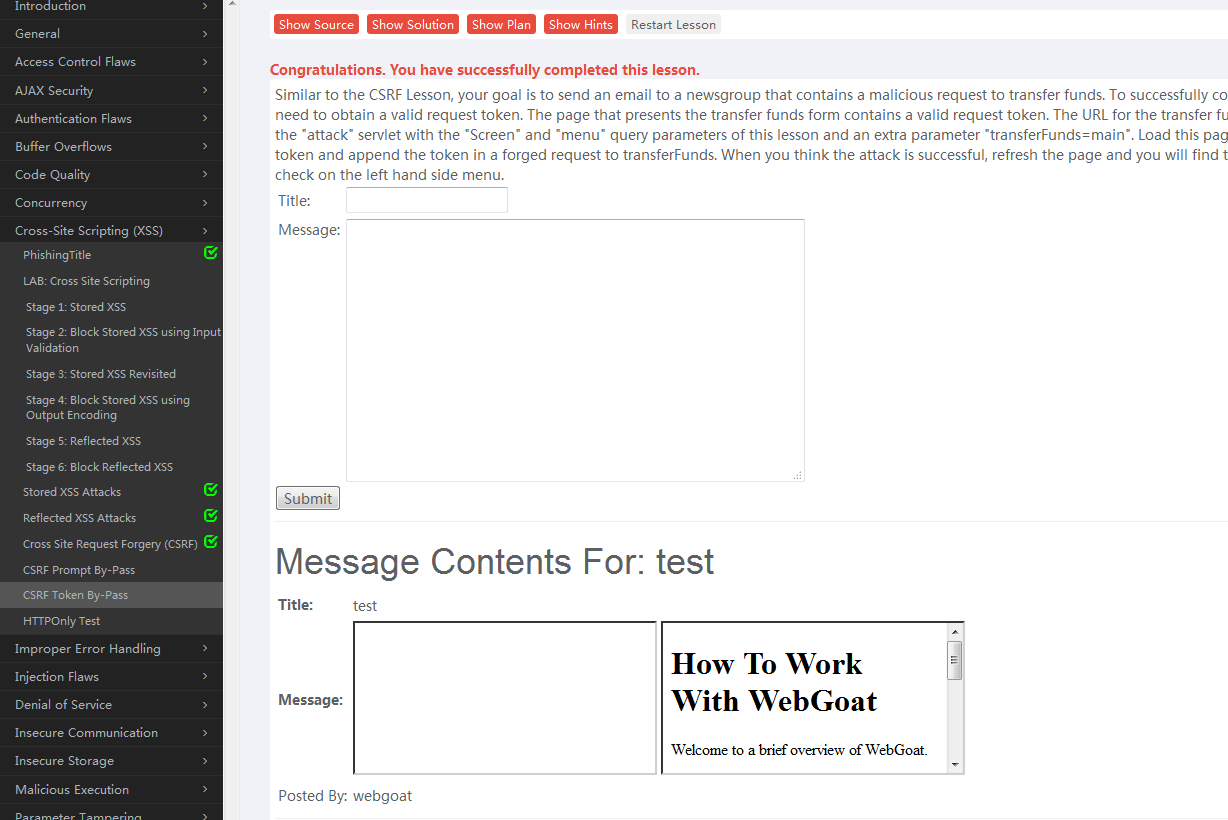 Introduction
General
Access Control Flaws
AJAX Security
Authentication Flaws
Buffer Overflows
Code Quality
Concurrency
Cross-Site Scripting (XSS)
PhishingTitle
LAB: Cross Site Scripting
Stage 1: Stored XSS
Stage 2: Block Stored XSS using Input
Validation
Stage 3: Stored XSS Revisited
Stage 4: Block Stored XSS using
Output Encoding
Stage 5: Reflected XSS
Stage 6: Block Reflected XSS
Stored XSS Attacks
Reflected XSS Attacks
Cross Site Request Forgery (CSRF)
CSRF Prompt By-Pass
CSRF Token By-Pass
HTTPOnly Test
Improper Error Handling
Injection Flaws
Denial of Service
Insecure Communication
Insecure Storage
Malicious Execution
Parameter Tampering
Show Source Show Solution Show Plan Show Hints Restart Lesson
Congratulations. You have successfully completed this lesson.
Similar to the CSRF Lesson, your goal is to send an email to a newsgroup that contains a malicious request to transfer funds. To successfully co
need to obtain a valid request token. The page that presents the transfer funds form contains a valid request token. The URL for the transfer fu
the "attack" servlet with the "Screen" and "menu" query parameters of this lesson and an extra parameter "transferFunds=main". Load this pag
token and append the token in a forged request to transferFunds. When you think the attack is successful, refresh the page and you will find t
check on the left hand side menu.
Title:
Message:
Submit
Message Contents For: test
Title: test
Message:
How To Work
With WebGoat
Welcome to a brief overview of WebGoat.
Posted By: webgoat